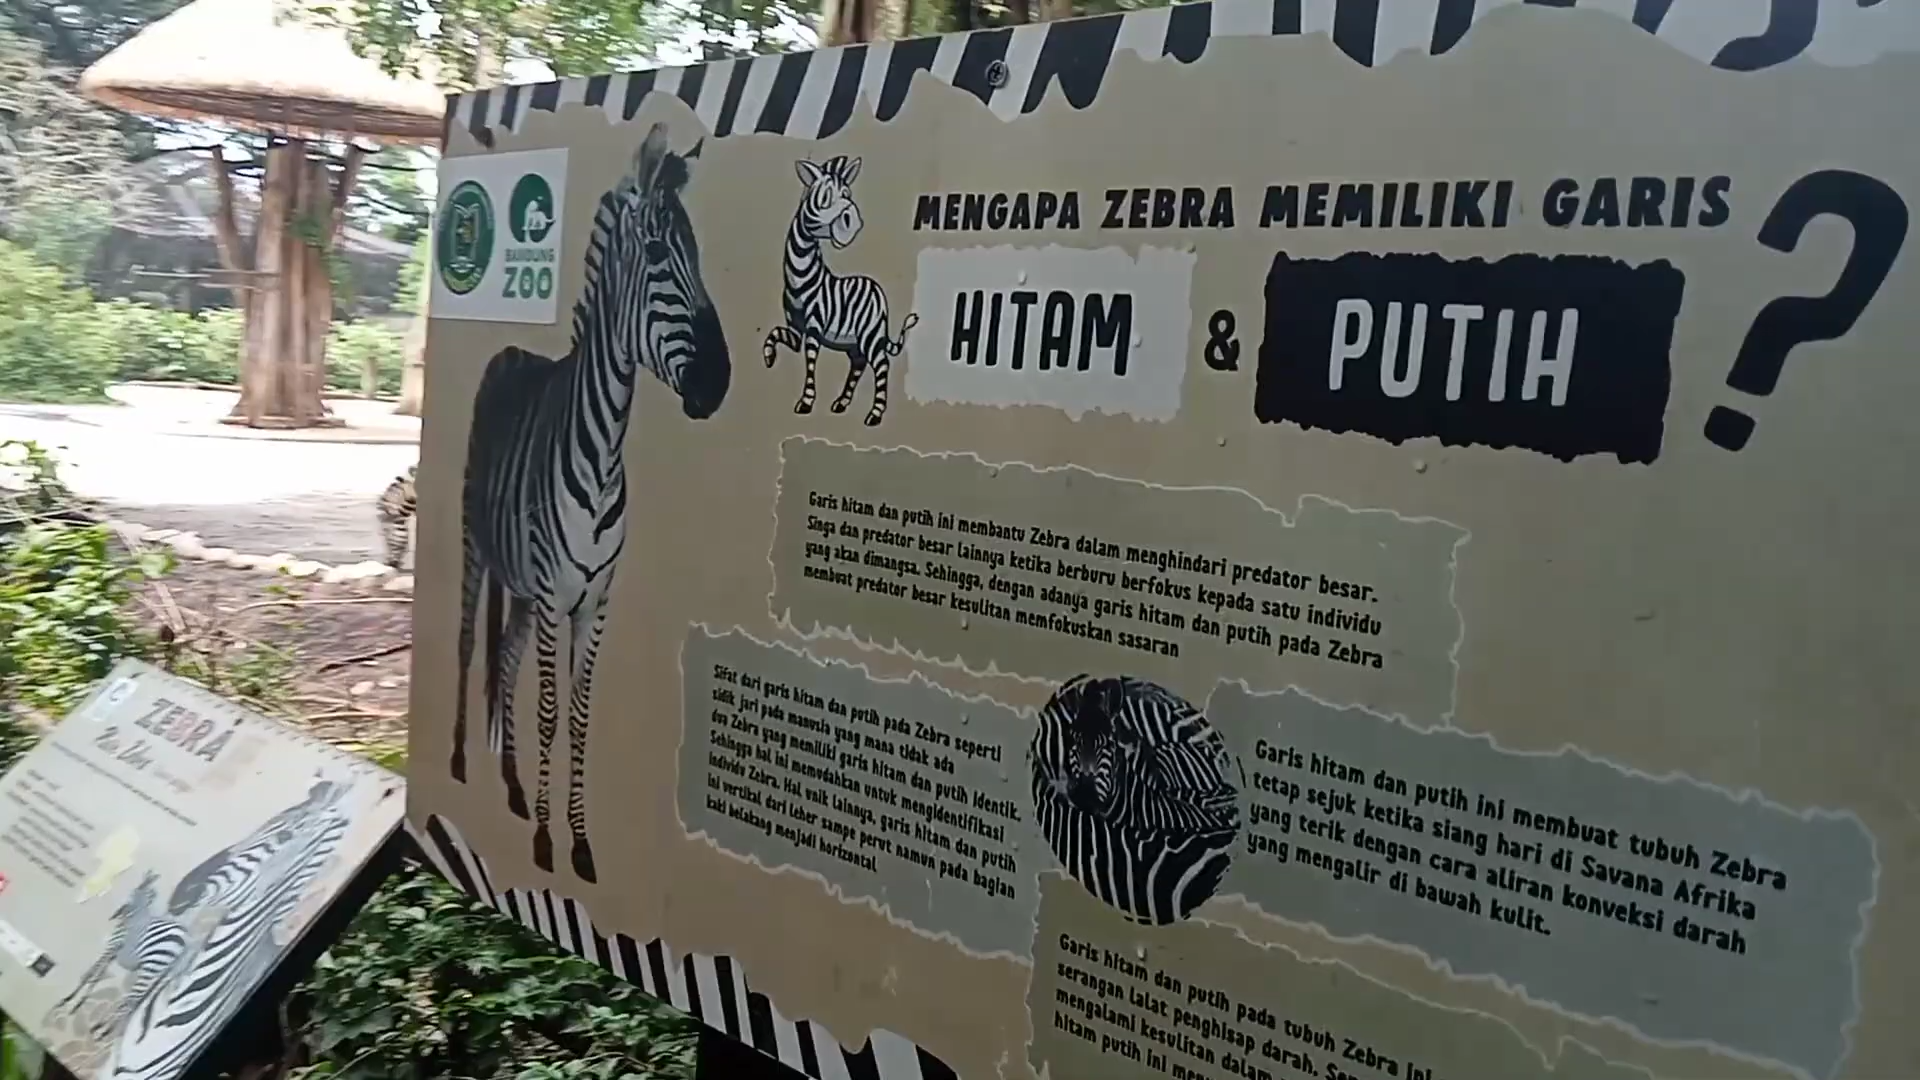 BANDUNG
ZOO
MENGAPA ZEBRA MEMILIKI GARIS
HITAM & PUTIH ?
Garis hitam dan putih ini membantu Zebra dalam menghindari predator besar.
Singa dan predator besar lainnya ketika berburu berfokus kepada satu individu
yang akan dimangsa. Sehingga, dengan adanya garis hitam dan putih pada Zebra
membuat predator besar kesulitan memfokuskan sasaran
Sifat dari garis hitam dan putih pada Zebra seperti
sidik jari pada manusia yang mana tidak ada
dua Zebra yang memiliki garis hitam dan putih identik.
Sehingga hal ini memudahkan untuk mengidentifikasi
individu Zebra. Hal unik lainnya, garis hitam dan putih
ini vertikal dari leher sampe perut namun pada bagian
kaki belakang menjadi horizontal
Garis hitam dan putih ini membuat tubuh Zebra
tetap sejuk ketika siang hari di Savana Afrika
yang terik dengan cara aliran konveksi darah
yang mengalir di bawah kulit.
Garis hitam dan putih pada tubuh Zebra ini
serangan lalat penghisap darah.
mengalami kesulitan dalam
hitam putih ini
ZEBRA